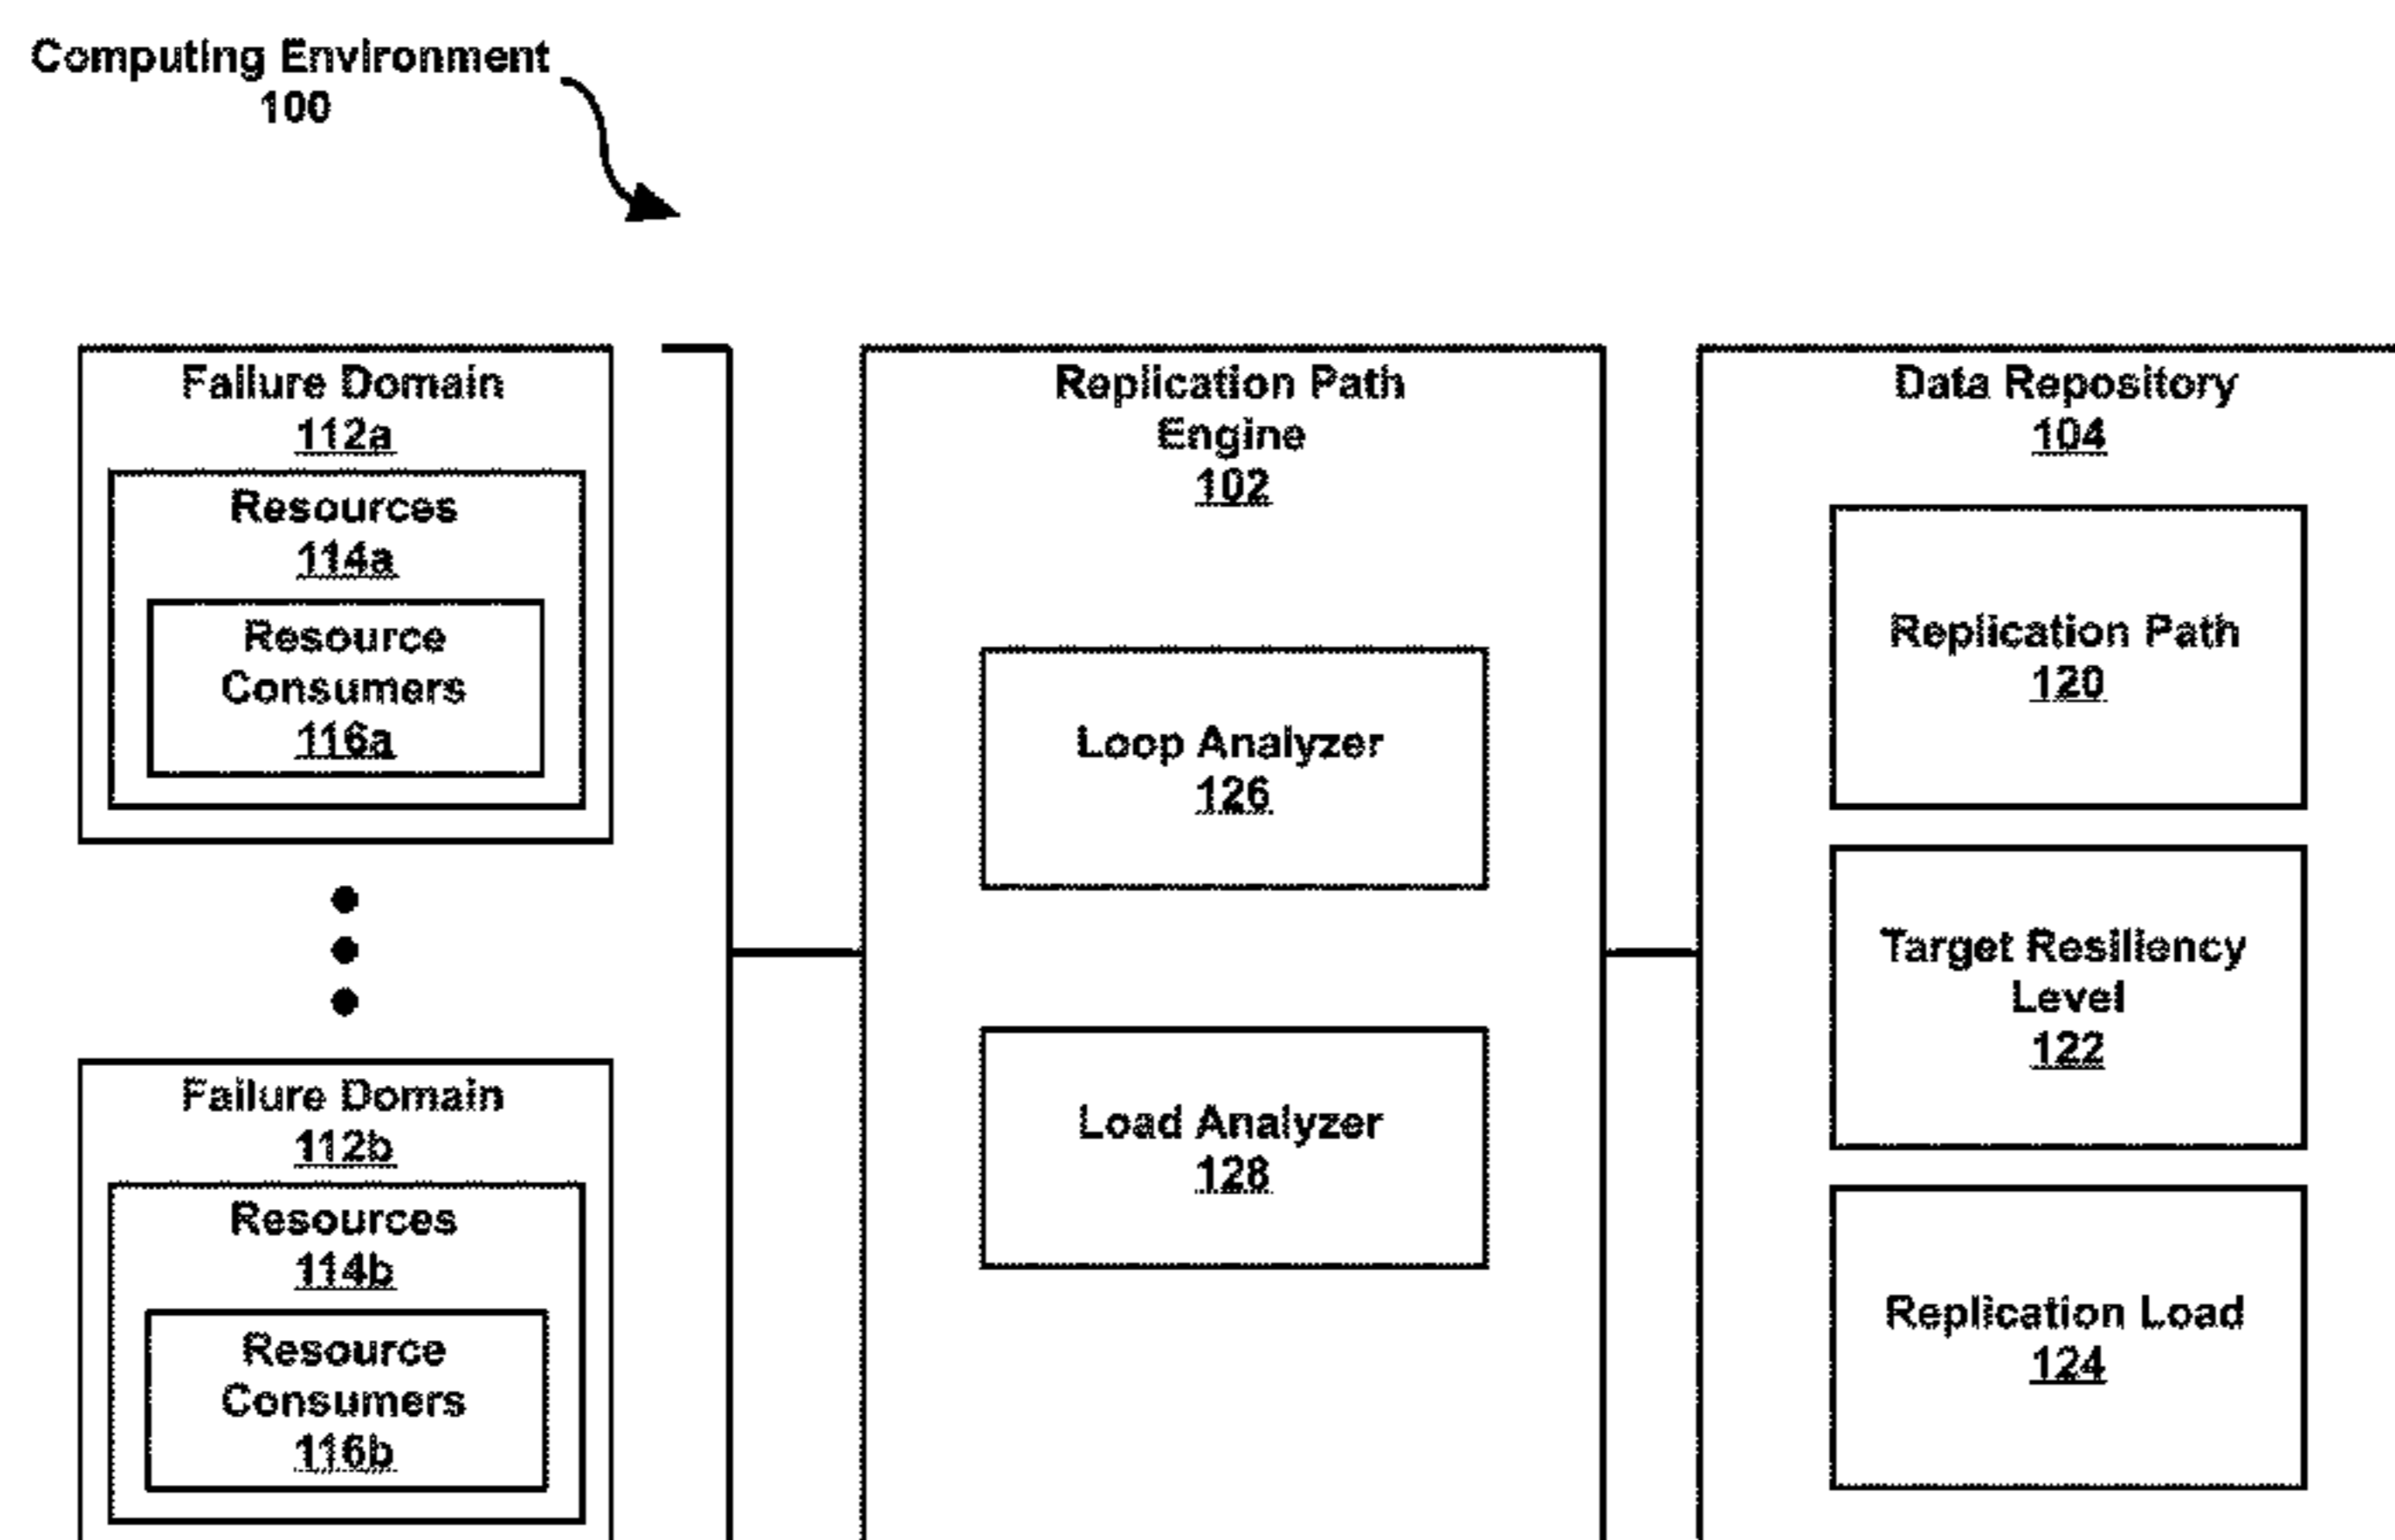 Computing Environment
100
Failure Domain
112a
Resources
114a
Resource
Consumers
116a
Failure Domain
112b
Resources
114b
Resource
Consumers
116b
Replication Path
Engine
102
Loop Analyzer
126
Load Analyzer
128
Data Repository
104
Replication Path
120
Target Resiliency
Level
122
Replication Load
124